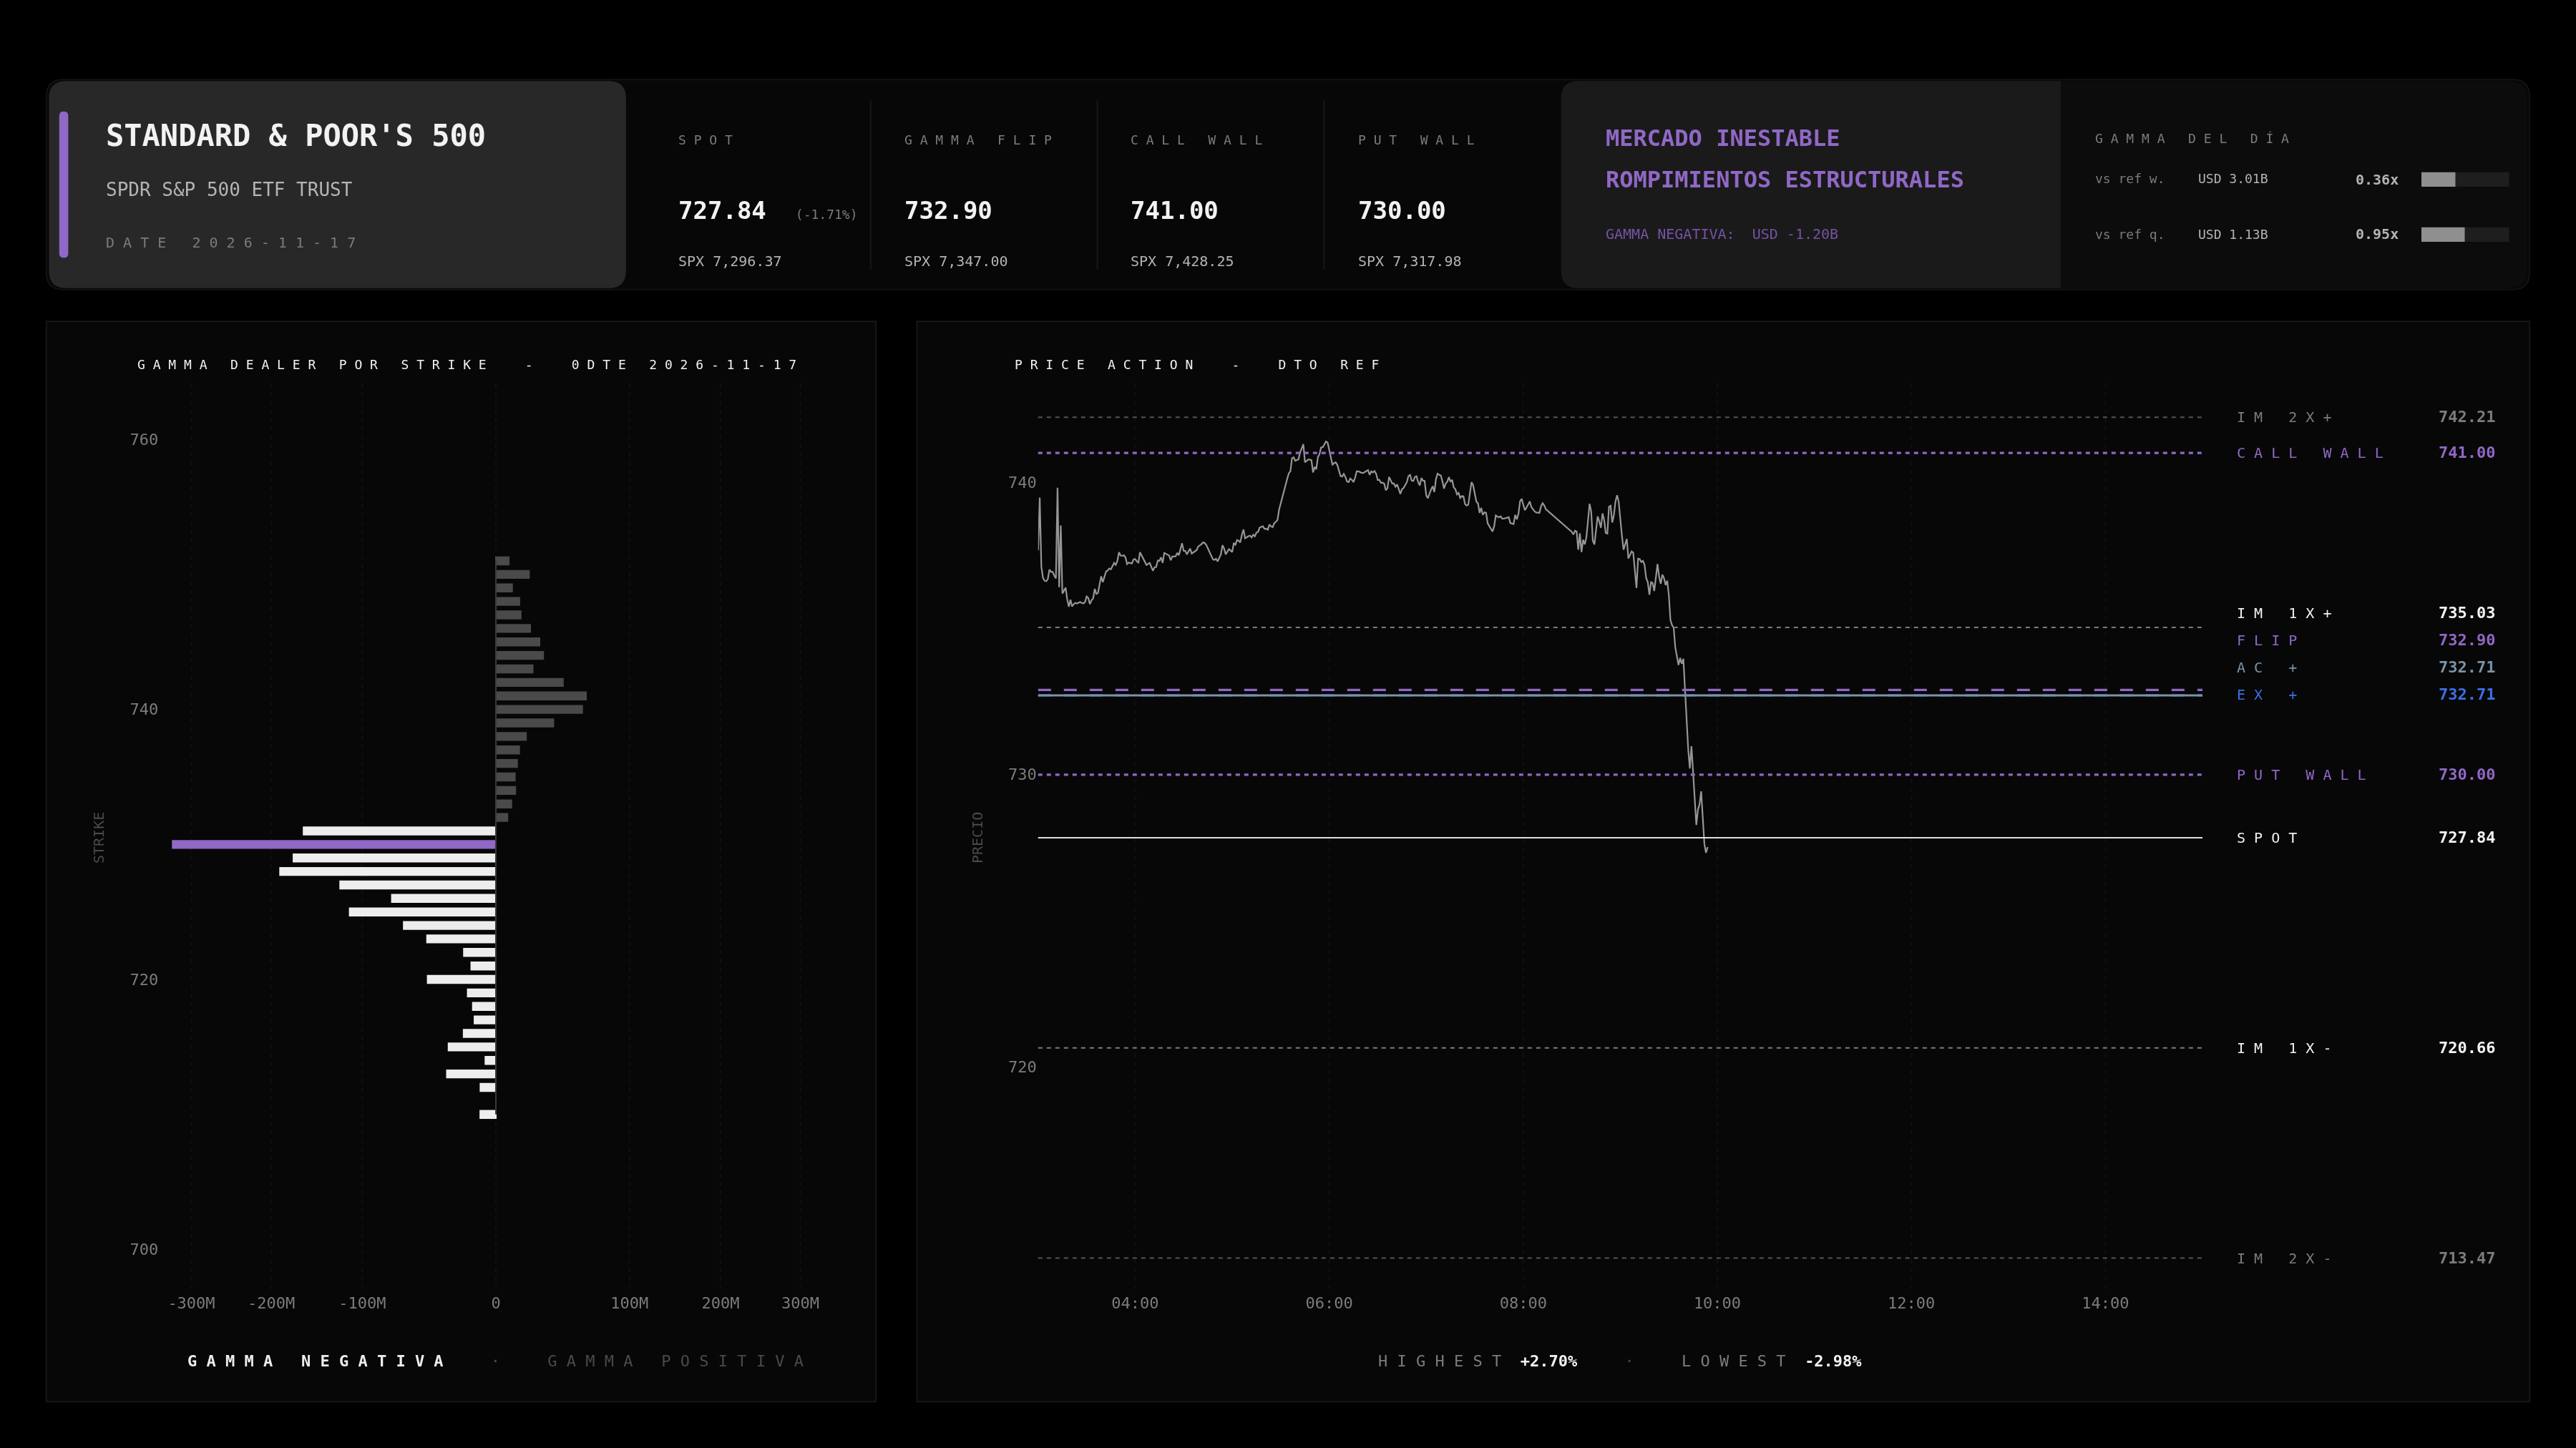 STANDARD & POOR'S 500
SPDR S&P 500 ETF TRUST
DATE 2026-11-17
SPOT
727.84 (-1.71%)
SPX 7,296.37
GAMMA FLIP
732.90
SPX 7,347.00
CALL WALL
741.00
SPX 7,428.25
PUT WALL
730.00
SPX 7,317.98
MERCADO INESTABLE
ROMPIMIENTOS ESTRUCTURALES
GAMMA NEGATIVA: USD -1.20B
GAMMA DEL DÍA
vs ref w. USD 3.01B 0.36x
vs ref q. USD 1.13B 0.95x
GAMMA DEALER POR STRIKE - 0DTE 2026-11-17
760
740
720
700
STRIKE
-300M -200M -100M 0 100M 200M 300M
GAMMA NEGATIVA · GAMMA POSITIVA
PRICE ACTION - DTO REF
740
730
720
PRECIO
IM 2X+ 742.21
CALL WALL 741.00
IM 1X+ 735.03
FLIP 732.90
AC + 732.71
EX + 732.71
PUT WALL 730.00
SPOT 727.84
IM 1X- 720.66
IM 2X- 713.47
04:00 06:00 08:00 10:00 12:00 14:00
HIGHEST +2.70% · LOWEST -2.98%